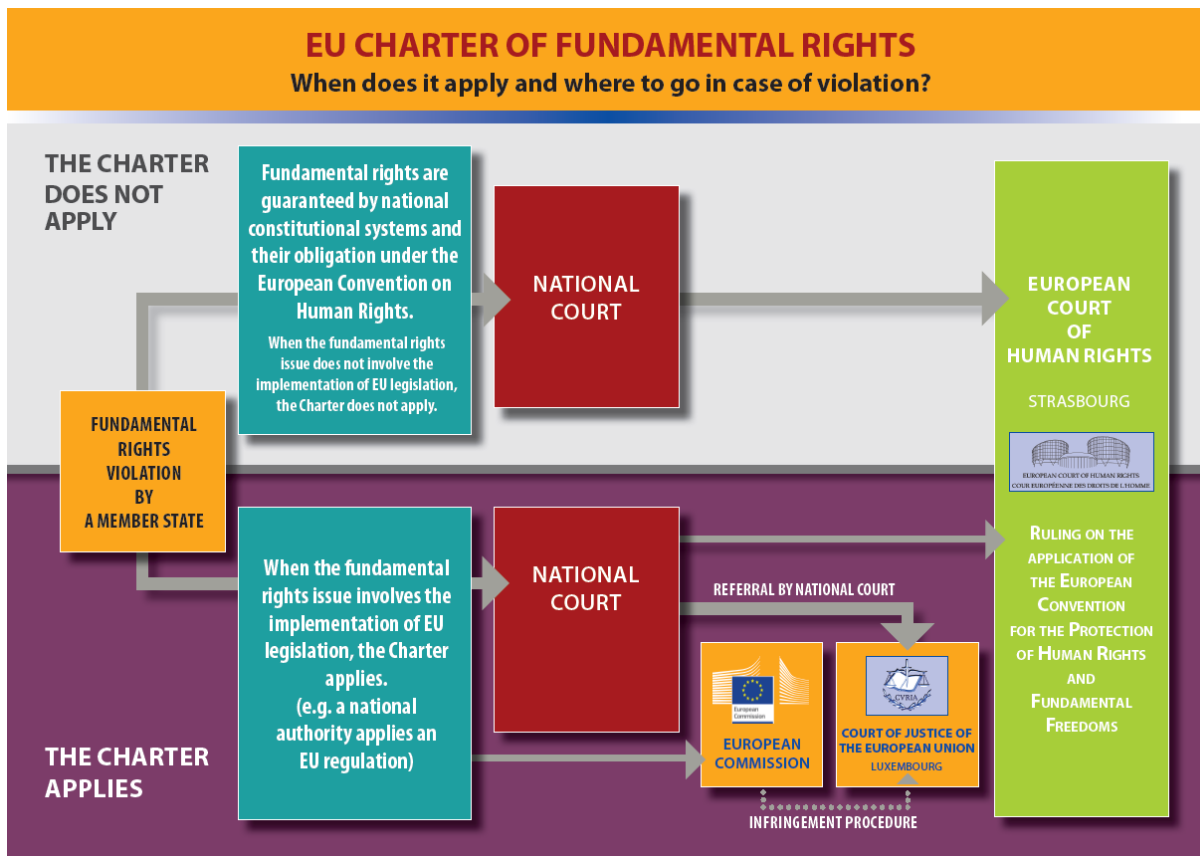 EU CHARTER OF FUNDAMENTAL RIGHTS
When does it apply and where to go in case of violation?
THE CHARTER
DOES NOT
APPLY
Fundamental rights are
guaranteed by national
constitutional systems and
their obligation under the
European Convention on
Human Rights.
When the fundamental rights
issue does not involve the
implementation of EU legislation,
the Charter does not apply.
NATIONAL
COURT
EUROPEAN
COURT
OF
HUMAN RIGHTS
STRASBOURG
EUROPEAN COURT OF HUMAN RIGHTS
COUR EUROPÉENNE DES DROITS DE L'HOMME
RULING ON THE
APPLICATION OF
THE EUROPEAN
CONVENTION
FOR THE PROTECTION
OF HUMAN RIGHTS
AND
FUNDAMENTAL
FREEDOMS
FUNDAMENTAL
RIGHTS
VIOLATION
BY
A MEMBER STATE
When the fundamental
rights issue involves the
implementation of EU
legislation, the Charter
applies.
(e.g. a national
authority applies an
EU regulation)
NATIONAL
COURT
REFERRAL BY NATIONAL COURT
European
Commission
EUROPEAN
COMMISSION
CVRIA
COURT OF JUSTICE OF
THE EUROPEAN UNION
LUXEMBOURG
INFRINGEMENT PROCEDURE
THE CHARTER
APPLIES